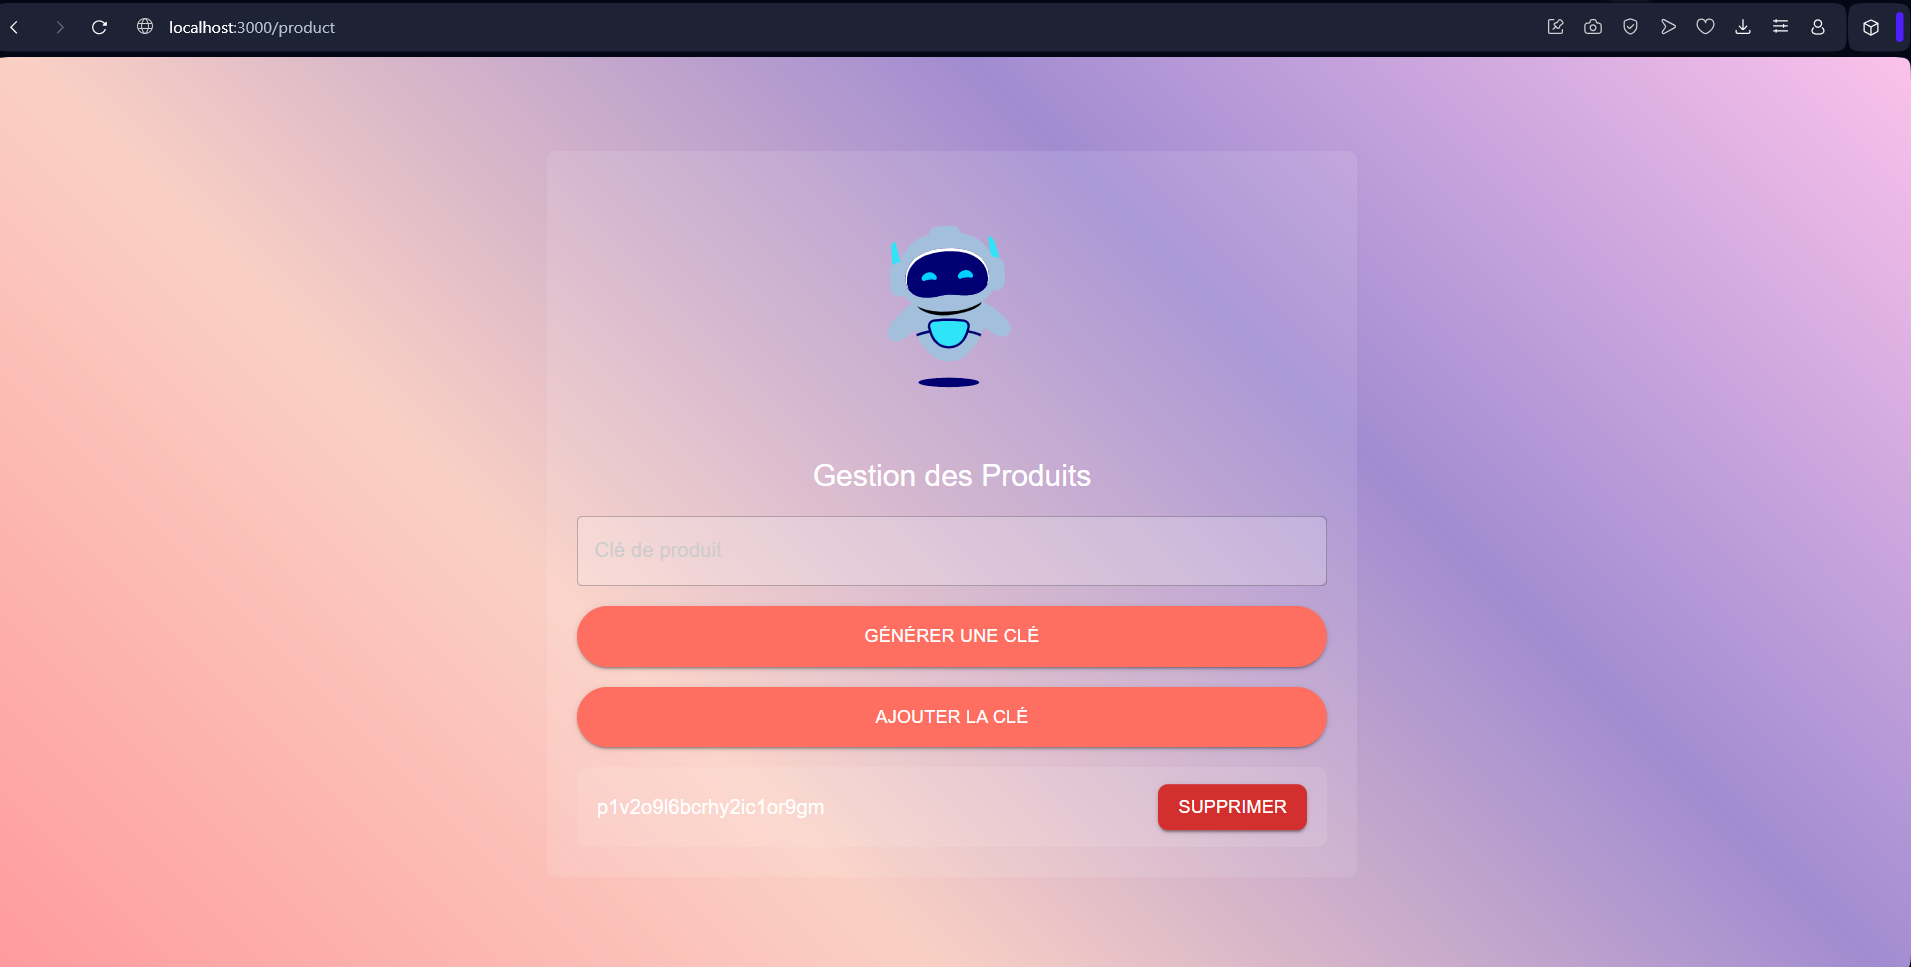 localhost:3000/product
Gestion des Produits
Clé de produit
GÉNÉRER UNE CLÉ
AJOUTER LA CLÉ
p1v2o9l6bcrhy2ic1or9gm SUPPRIMER